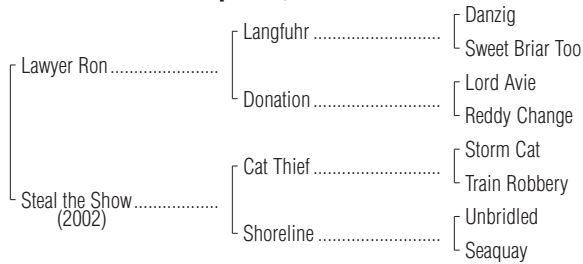 Danzig
Langfuhr ..............................
Sweet Briar Too
Lawyer Ron.........................
Lord Avie
Donation ..............................
Reddy Change
Storm Cat
Cat Thief ..............................
Train Robbery
Steal the Show...................
(2002)
Unbridled
Shoreline .............................
Seaquay